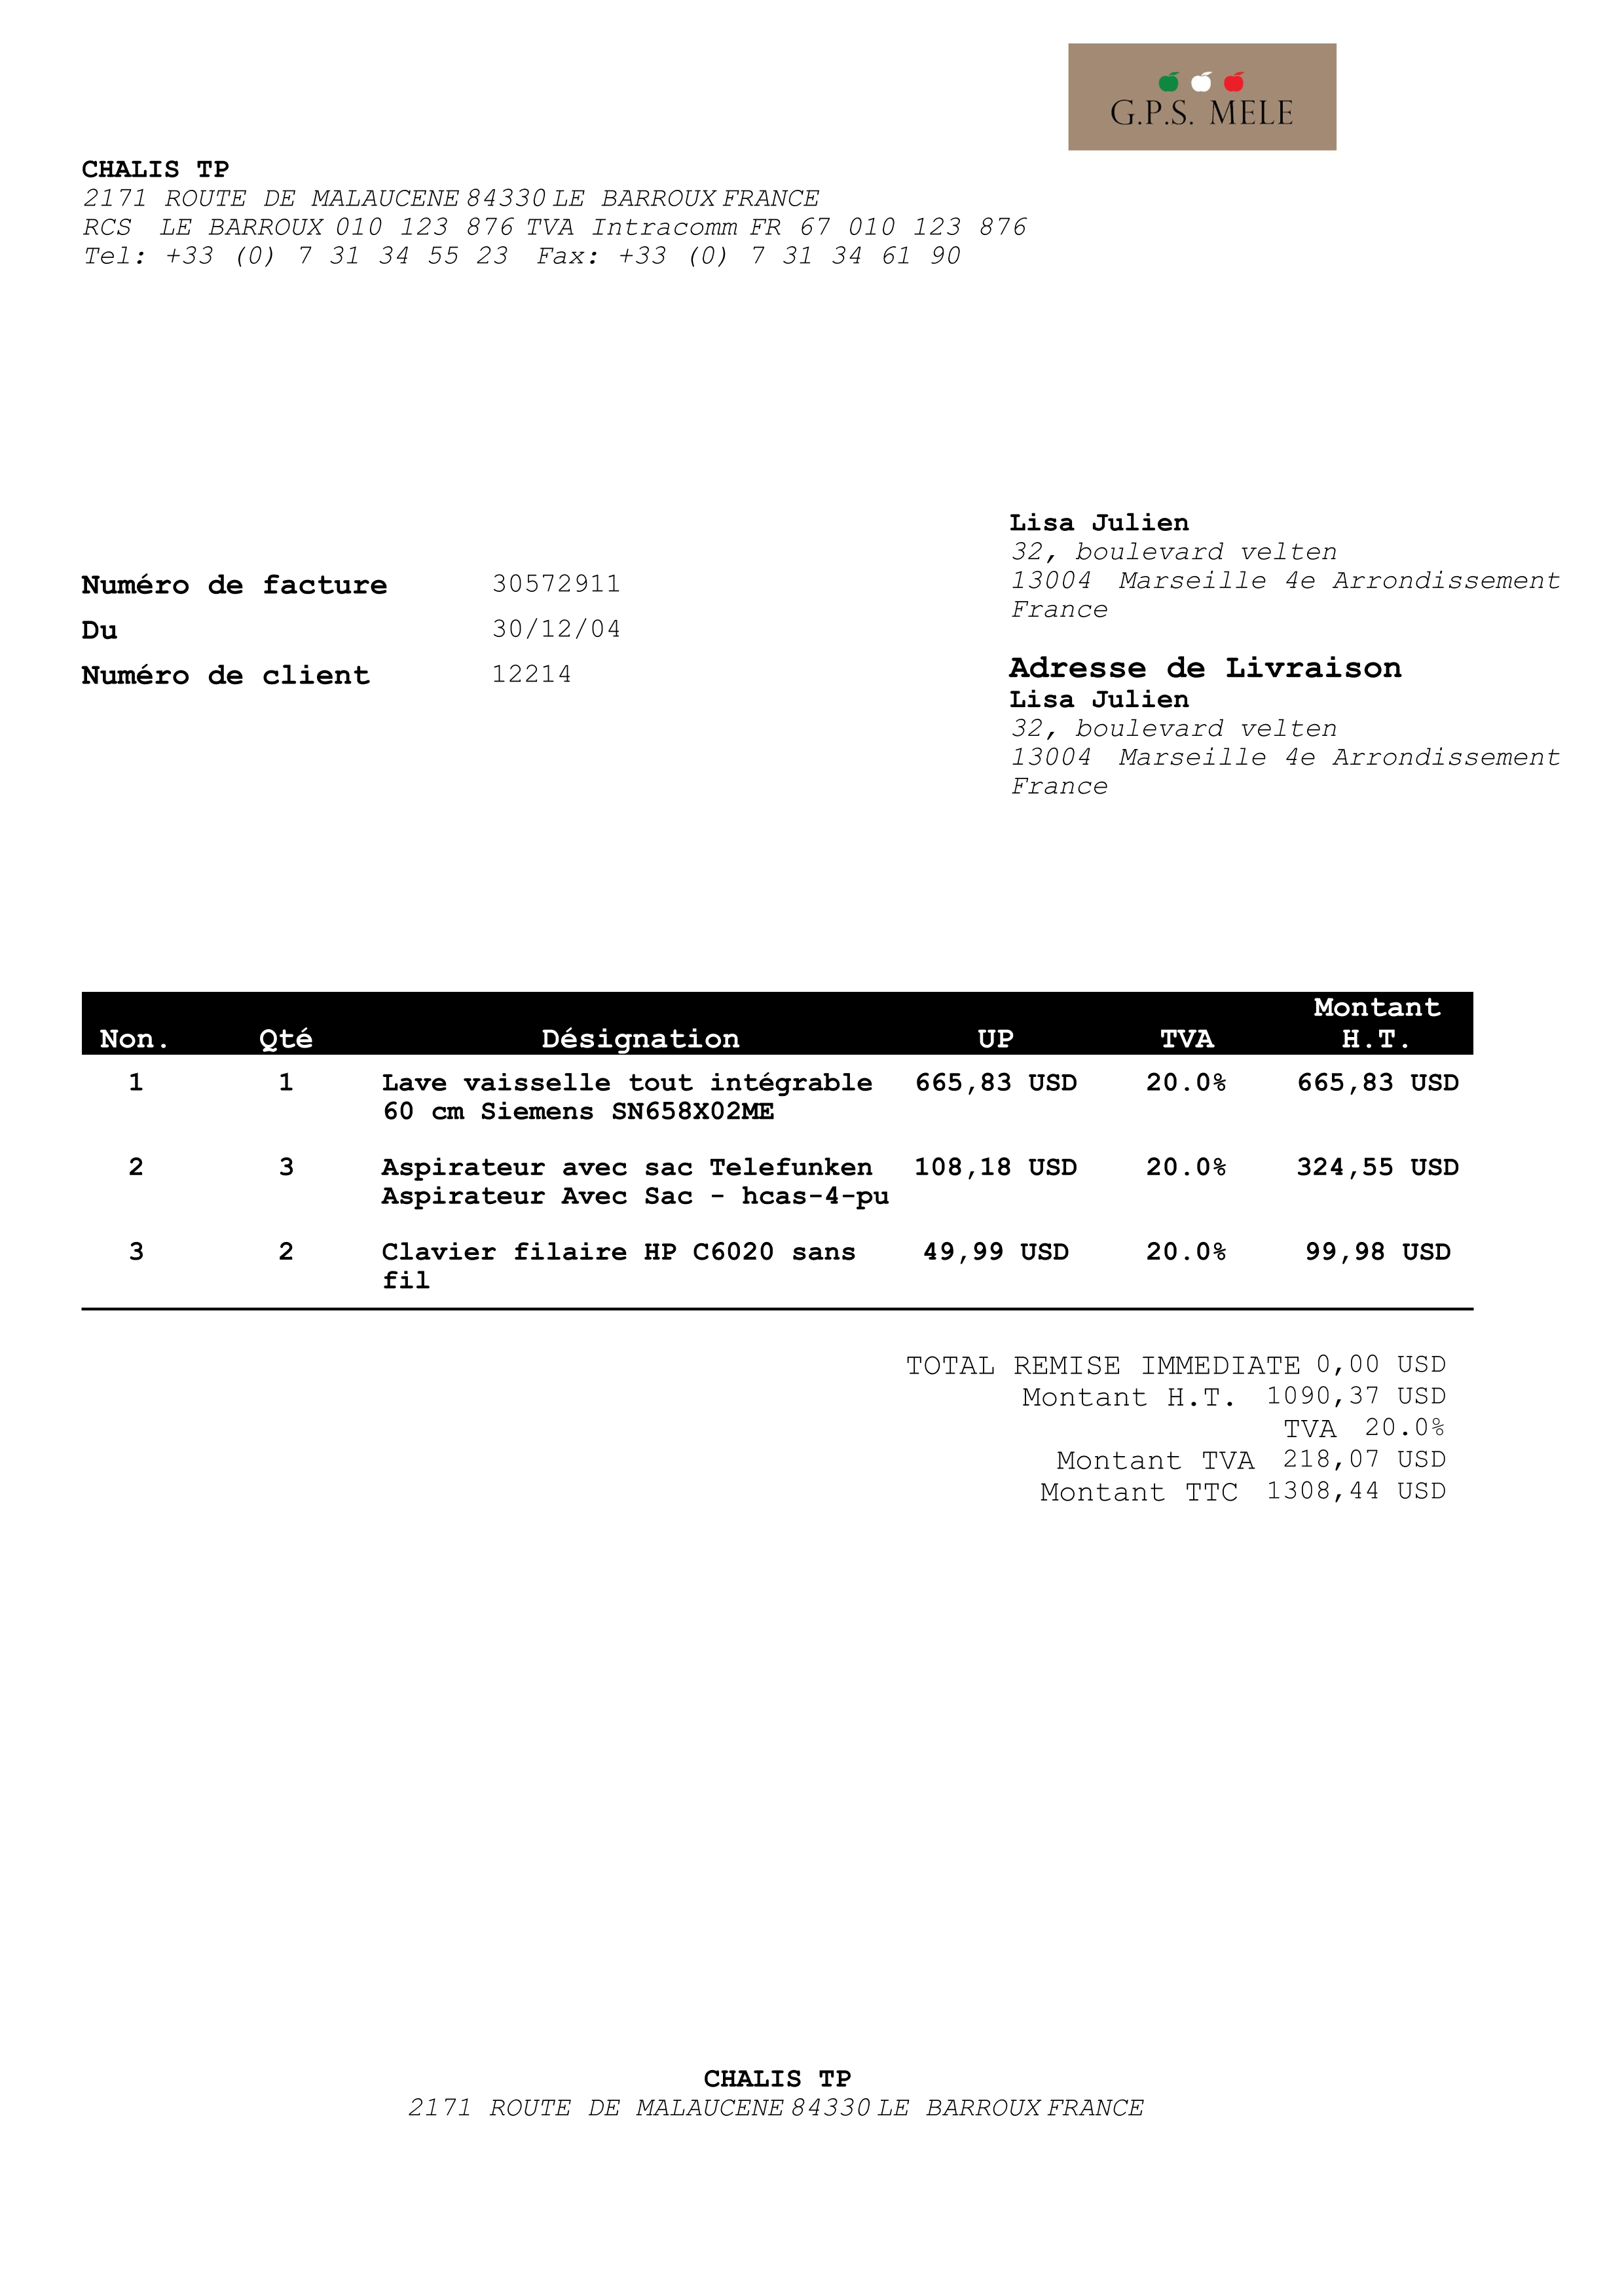 G.P.S. MELE
CHALIS TP
2171 ROUTE DE MALAUCENE 84330 LE BARROUX FRANCE
RCS LE BARROUX 010 123 876 TVA Intracomm FR 67 010 123 876
Tel: +33 (0) 7 31 34 55 23 Fax: +33 (0) 7 31 34 61 90
Lisa Julien
32, boulevard velten
13004 Marseille 4e Arrondissement
France
Numéro de facture 30572911
Du 30/12/04
Numéro de client 12214
Adresse de Livraison
Lisa Julien
32, boulevard velten
13004 Marseille 4e Arrondissement
France
Non. Qté Désignation UP TVA Montant H.T.
1 1 Lave vaisselle tout intégrable 665,83 USD 20.0% 665,83 USD
60 cm Siemens SN658X02ME
2 3 Aspirateur avec sac Telefunken 108,18 USD 20.0% 324,55 USD
Aspirateur Avec Sac - hcas-4-pu
3 2 Clavier filaire HP C6020 sans 49,99 USD 20.0% 99,98 USD
fil
TOTAL REMISE IMMEDIATE 0,00 USD
Montant H.T. 1090,37 USD
TVA 20.0%
Montant TVA 218,07 USD
Montant TTC 1308,44 USD
CHALIS TP
2171 ROUTE DE MALAUCENE 84330 LE BARROUX FRANCE